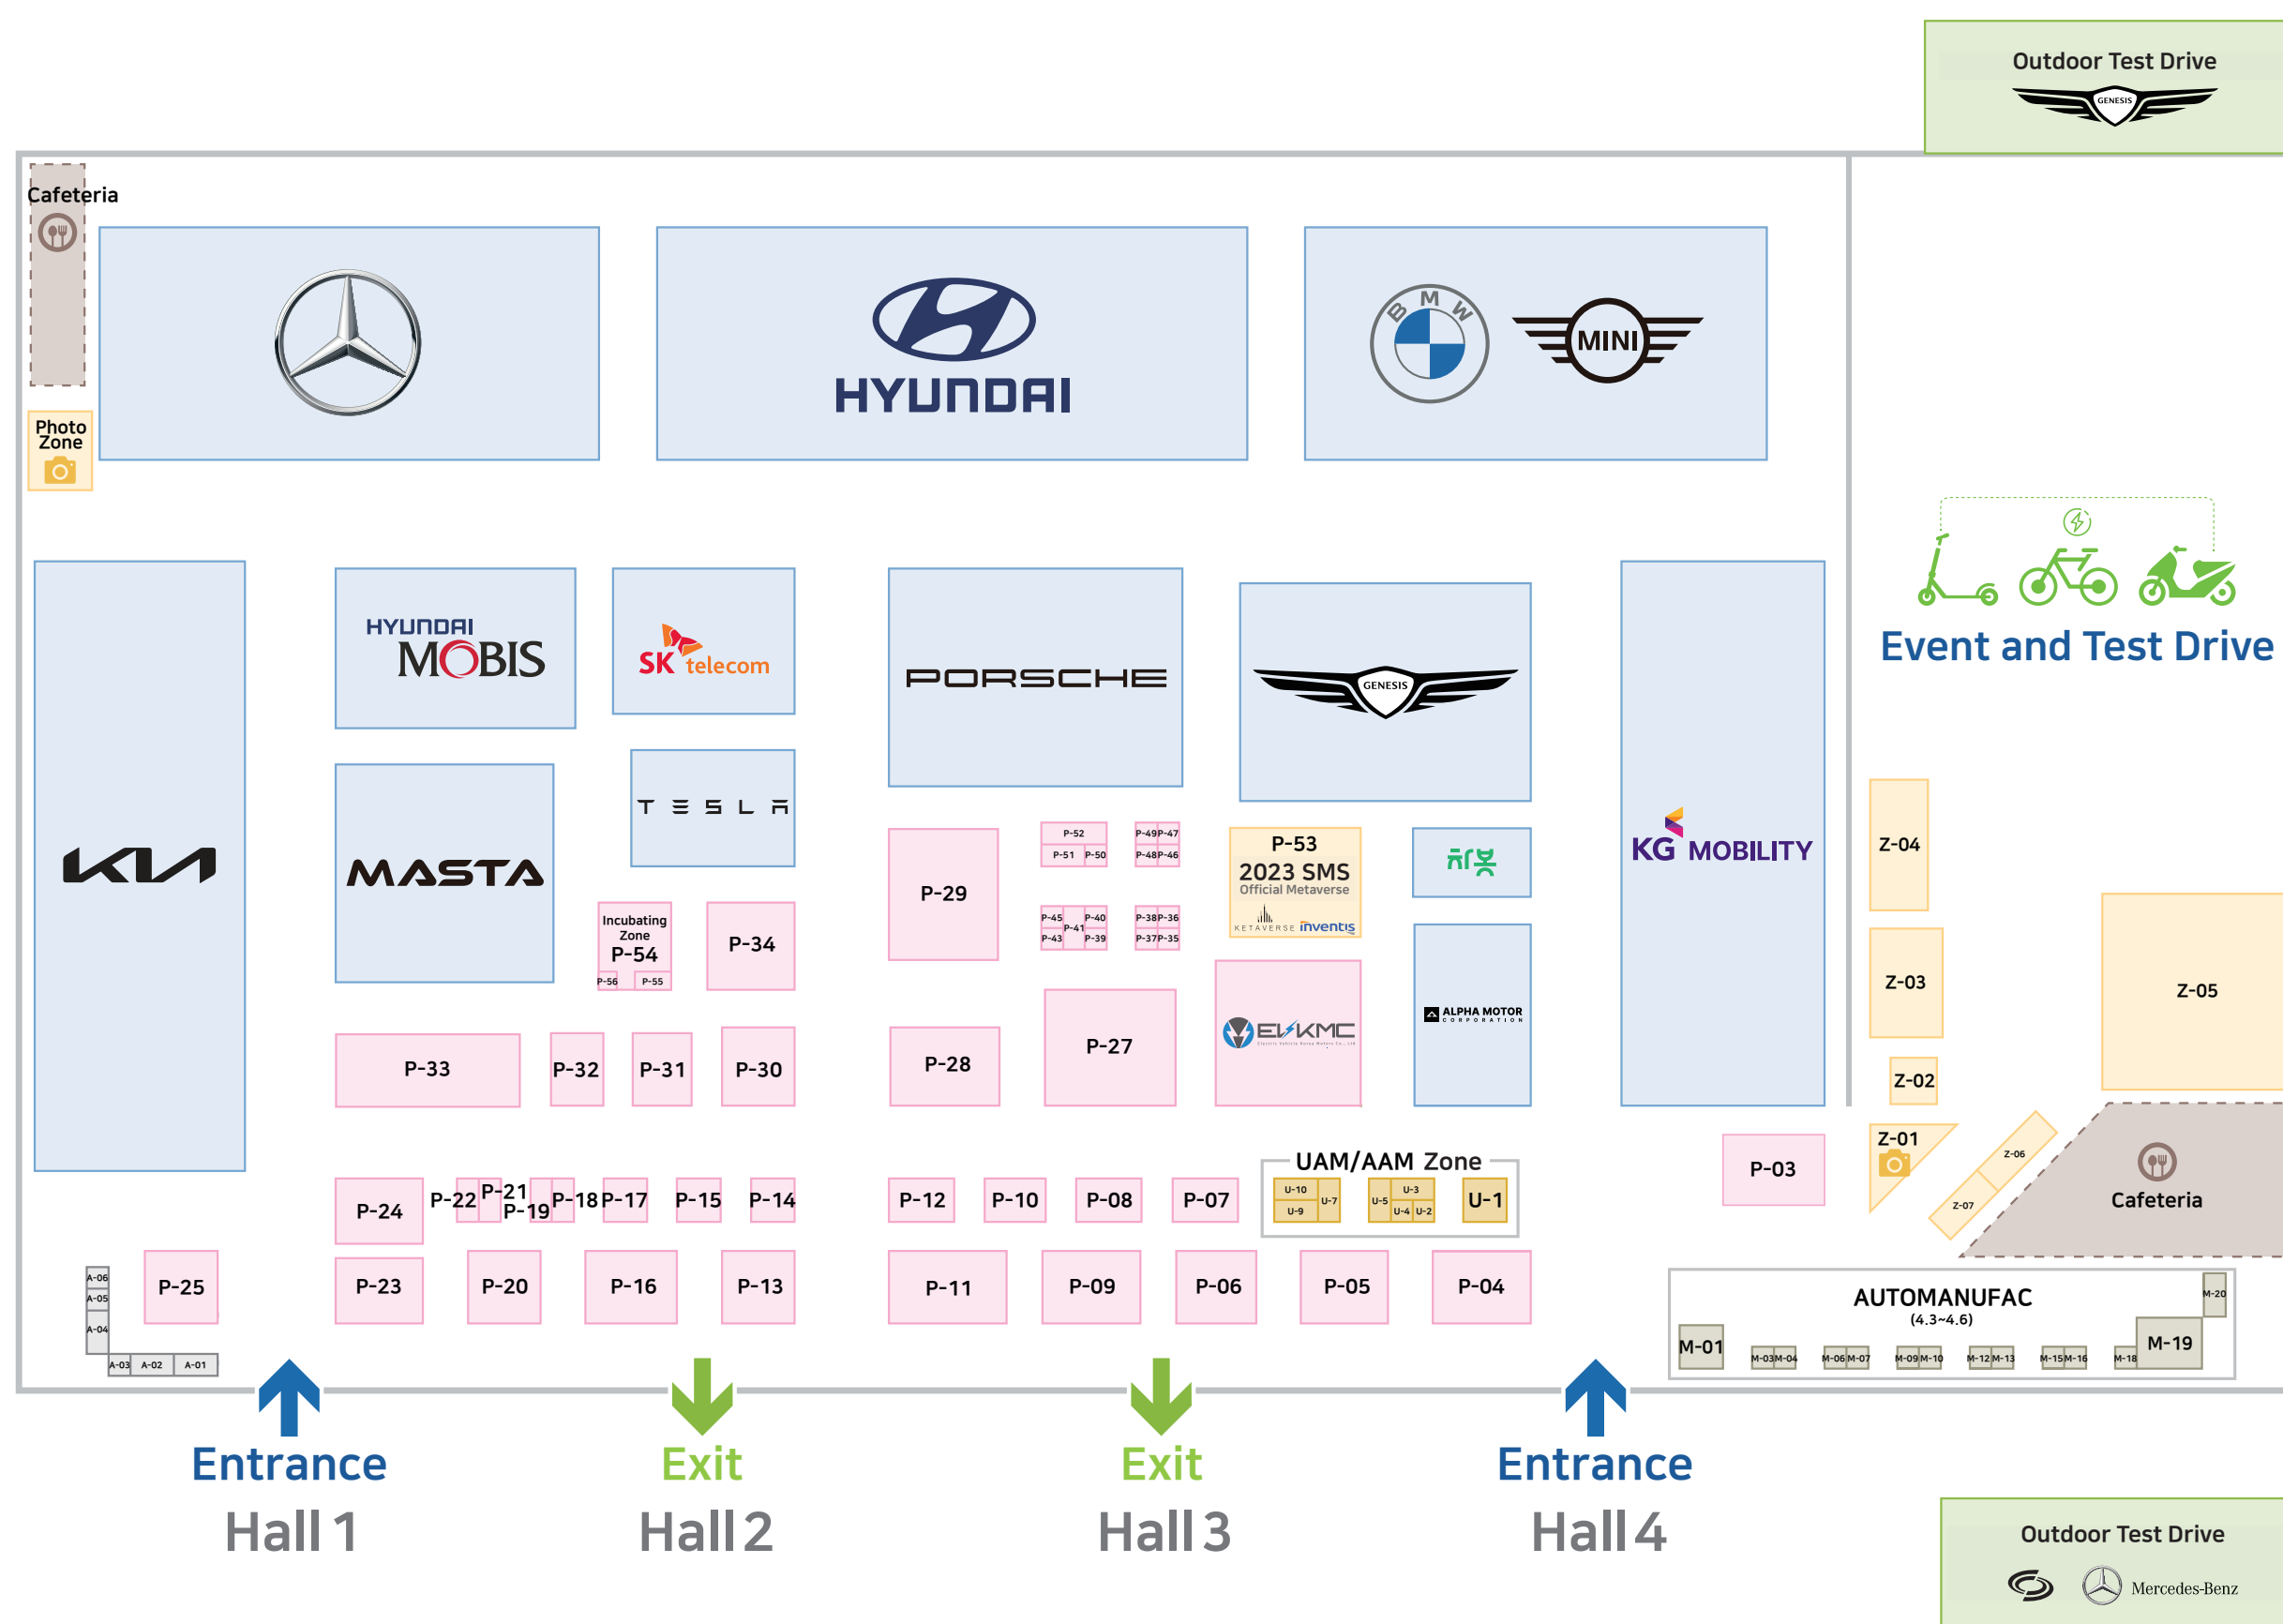 Outdoor Test Drive
GENESIS
Cafeteria
BMW
MINI
HYUNDAI
Photo
Zone
HYUNDAI
MOBIS
SK telecom
PORSCHE
GENESIS
Event and Test Drive
TESLA
KIA
MASTA
KG MOBILITY
Z-04
P-29
P-52
P-51
P-50
P-49
P-47
P-48
P-46
P-53
2023 SMS
Official Metaverse
KETAVERSE
inventis
Incubating
Zone
P-54
P-56
P-55
P-34
P-45
P-40
P-41
P-43
P-39
P-38
P-36
P-37
P-35
Z-03
Z-05
ALPHA MOTOR
CORPORATION
EVKMC
Electric Vehicle Korea Motors Co., Ltd
P-33
P-32
P-31
P-30
P-28
P-27
Z-02
Z-01
Z-06
Z-07
Cafeteria
P-03
UAM/AAM Zone
U-10
U-9
U-7
U-5
U-3
U-4
U-2
U-1
P-24
P-22
P-21
P-19
P-18
P-17
P-15
P-14
P-12
P-10
P-08
P-07
A-06
A-05
A-04
A-03
A-02
A-01
P-25
P-23
P-20
P-16
P-13
P-11
P-09
P-06
P-05
P-04
AUTOMANUFAC
(4.3~4.6)
M-20
M-01
M-03
M-04
M-06
M-07
M-09
M-10
M-12
M-13
M-15
M-16
M-18
M-19
Entrance
Exit
Exit
Entrance
Hall 1
Hall 2
Hall 3
Hall 4
Outdoor Test Drive
Mercedes-Benz